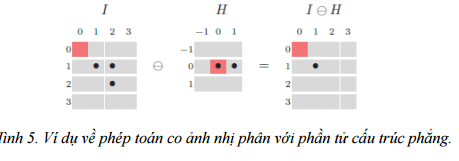 I H I ⊖ H
0 1 2 3 −1 0 1 0 1 2 3
0 −1 0
1 ⊖ 0 = 1
2 1 2
3 3
Hình 5. Ví dụ về phép toán co ảnh nhị phân với phần tử cấu trúc phẳng.